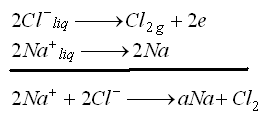 2Cl⁻ liq ⟶ Cl₂ g + 2e
2Na⁺ liq ⟶ 2Na
2Na⁺ + 2Cl⁻ ⟶ aNa + Cl₂